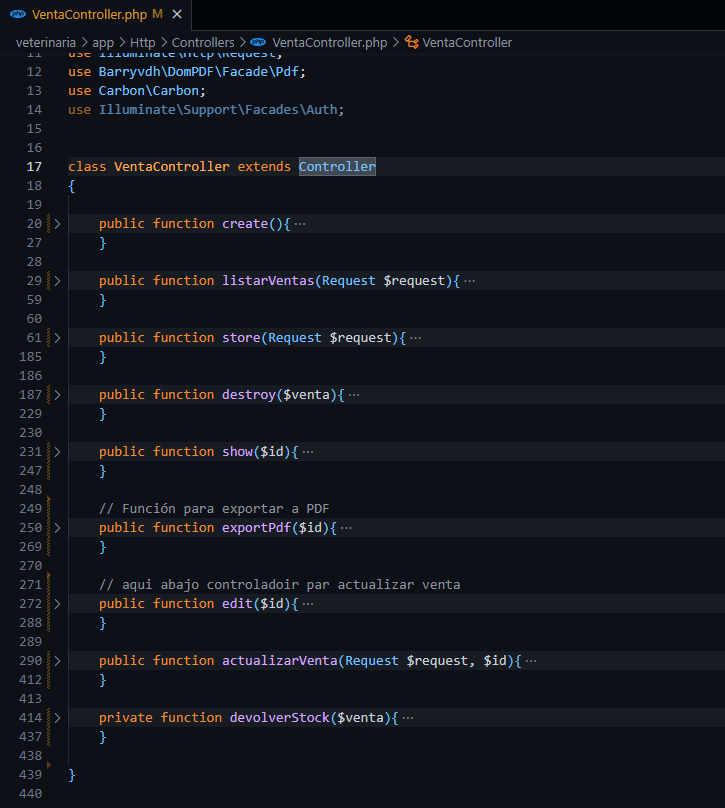 VentaController.php M ×
veterinaria > app > Http > Controllers > VentaController.php > VentaController
11 use Illuminate\Http\Request;
12 use Barryvdh\DomPDF\Facade\Pdf;
13 use Carbon\Carbon;
14 use Illuminate\Support\Facades\Auth;
15
16
17 class VentaController extends Controller
18 {
19
20 > public function create(){ ···
27 }
28
29 > public function listarVentas(Request $request){ ···
59 }
60
61 > public function store(Request $request){ ···
185 }
186
187 > public function destroy($venta){ ···
229 }
230
231 > public function show($id){ ···
247 }
248
249 // Función para exportar a PDF
250 > public function exportPdf($id){ ···
269 }
270
271 // aqui abajo controladoir par actualizar venta
272 > public function edit($id){ ···
288 }
289
290 > public function actualizarVenta(Request $request, $id){ ···
412 }
413
414 > private function devolverStock($venta){ ···
437 }
438
439 }
440